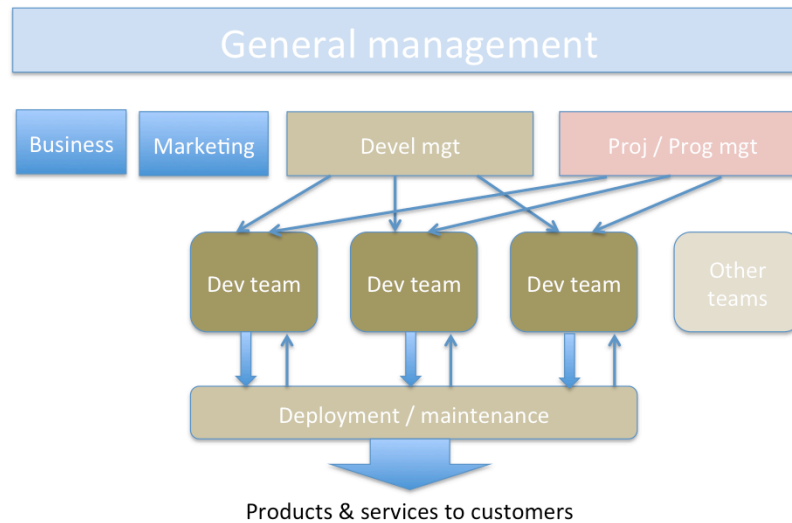 General management
Business
Marketing
Devel mgt
Proj / Prog mgt
Dev team
Dev team
Dev team
Other
teams
Deployment / maintenance
Products & services to customers